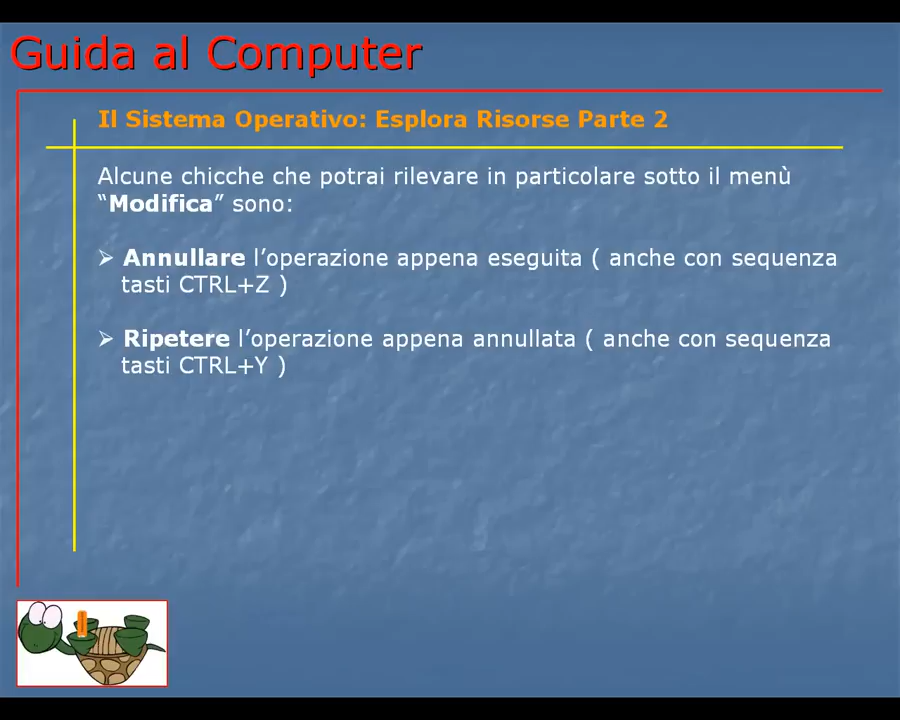 Guida al Computer
Il Sistema Operativo: Esplora Risorse Parte 2
Alcune chicche che potrai rilevare in particolare sotto il menù
“Modifica” sono:
➢ Annullare l’operazione appena eseguita ( anche con sequenza
tasti CTRL+Z )
➢ Ripetere l’operazione appena annullata ( anche con sequenza
tasti CTRL+Y )